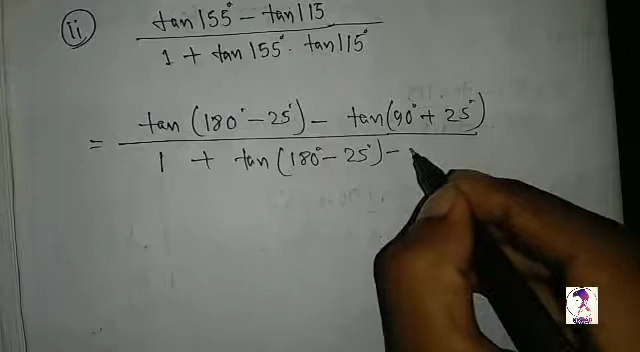 ii
tan 155° - tan 115
1 + tan 155° . tan 115°
= tan (180° - 25°) - tan (90° + 25°)
1 + tan (180° - 25°) -